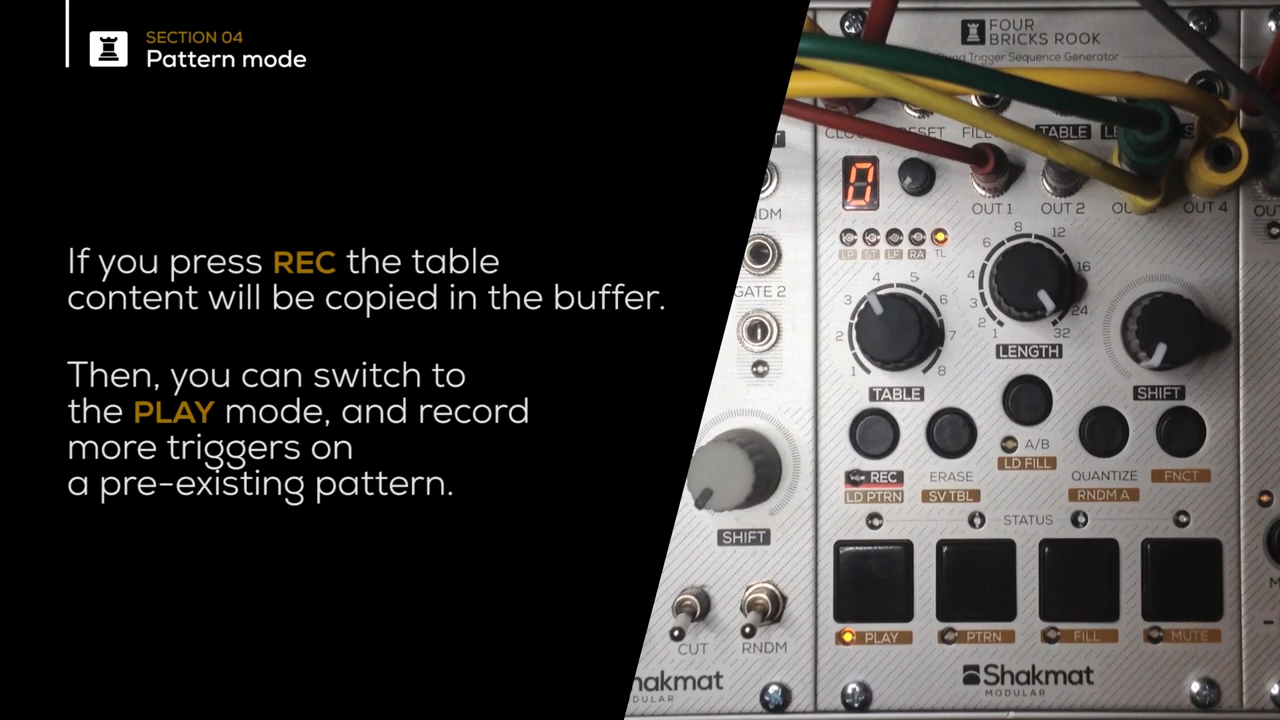 SECTION 04
Pattern mode
If you press REC the table
content will be copied in the buffer.
Then, you can switch to
the PLAY mode, and record
more triggers on
a pre-existing pattern.
FOUR
BRICKS ROOK
Trigger Sequence Generator
TABLE
OUT 1 OUT 2 OUT 4
LP ST LF RA TL
1 2 3 4 5 6 7 8
TABLE
1 2 3 4 6 8 12 16 24 32
LENGTH
SHIFT
GATE 2
REC
LD PTRN
ERASE
SV TBL
A/B
LD FILL
QUANTIZE
RNDM A
FNCT
STATUS
PLAY PTRN FILL MUTE
SHIFT
CUT RNDM
Shakmat
MODULAR